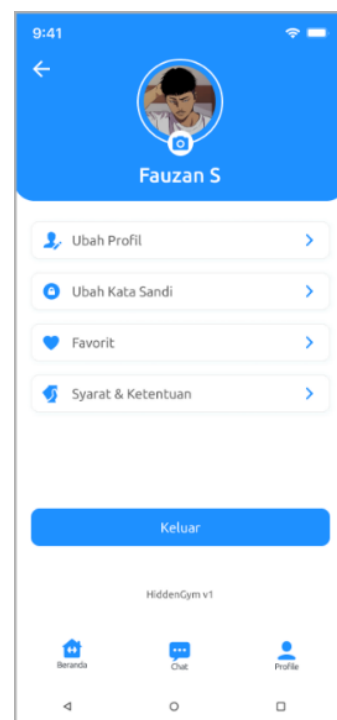 9:41
Fauzan S
Ubah Profil
Ubah Kata Sandi
Favorit
Syarat & Ketentuan
Keluar
HiddenGym v1
Beranda
Chat
Profile